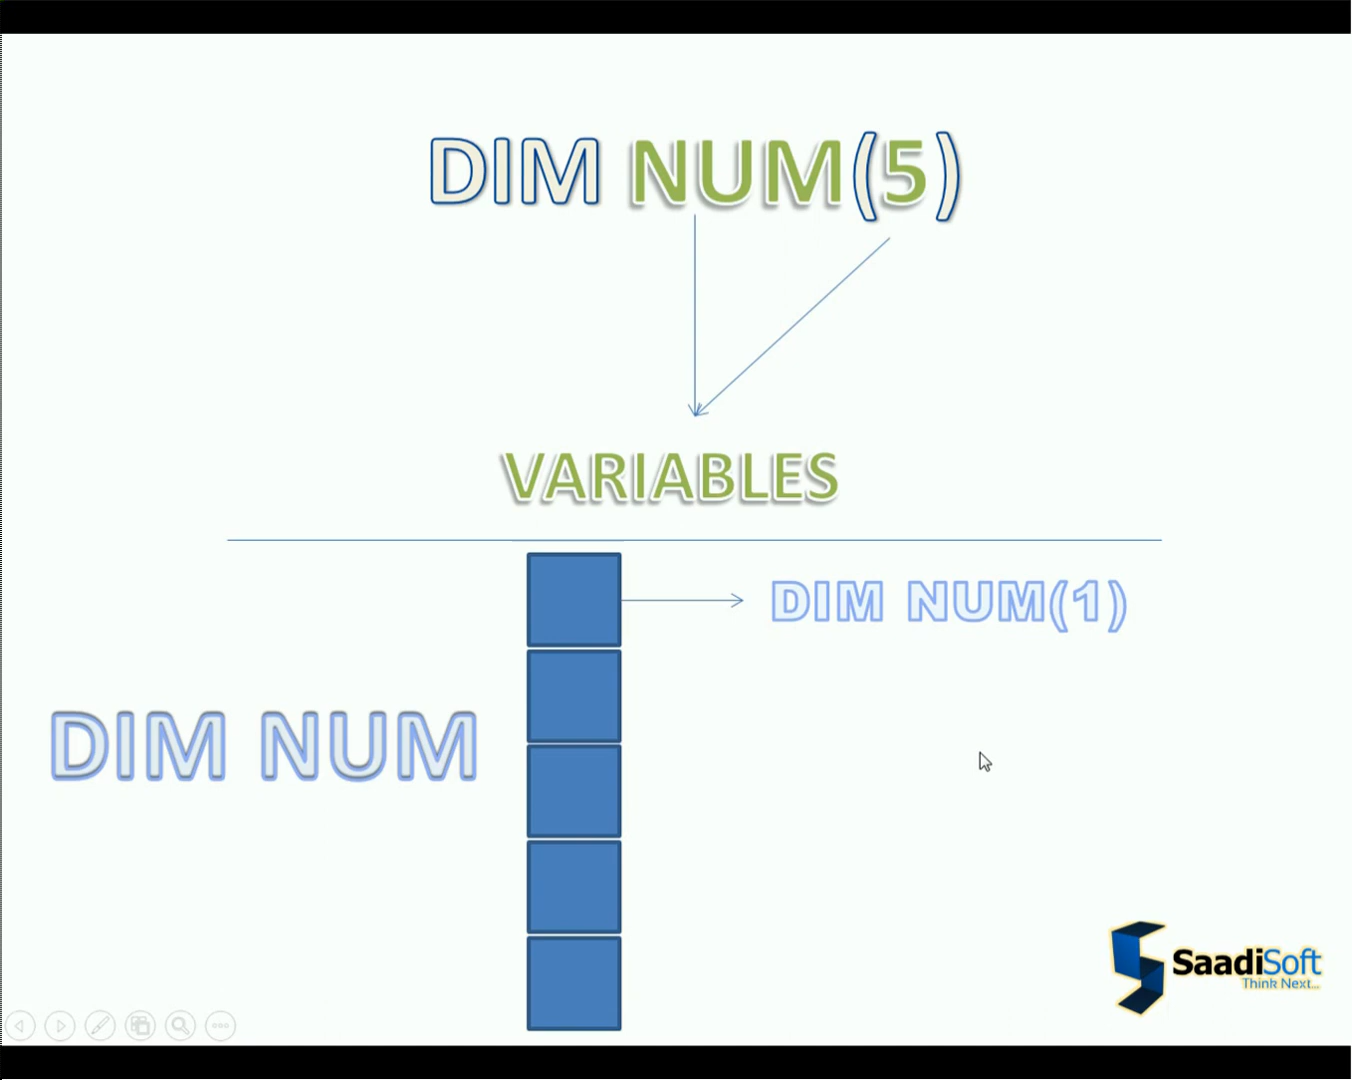 DIM NUM(5)
VARIABLES
DIM NUM(1)
DIM NUM
SaadiSoft
Think Next...